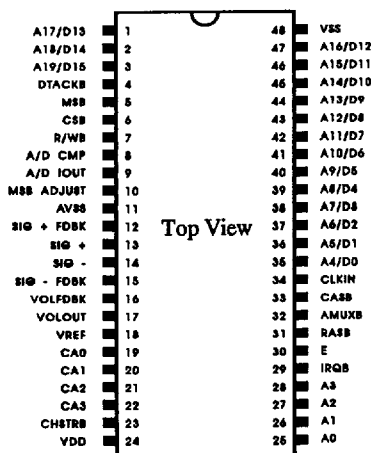 A17/D13 1 48 VSS
A18/D14 2 47 A16/D12
A19/D15 3 46 A15/D11
DTACKB 4 45 A14/D10
MSB 5 44 A13/D9
CSB 6 43 A12/D8
R/WB 7 42 A11/D7
A/D CMP 8 41 A10/D6
A/D IOUT 9 40 A9/D5
MSB ADJUST 10 39 A8/D4
AVSS 11 38 A7/D3
SIG + FDBK 12 Top View 37 A6/D2
SIG + 13 36 A5/D1
SIG - 14 35 A4/D0
SIG - FDBK 15 34 CLKIN
VOLFDBK 16 33 CASB
VOLOUT 17 32 AMUXB
VREF 18 31 RASB
CA0 19 30 E
CA1 20 29 IRQB
CA2 21 28 A3
CA3 22 27 A2
CHSTRB 23 26 A1
VDD 24 25 A0